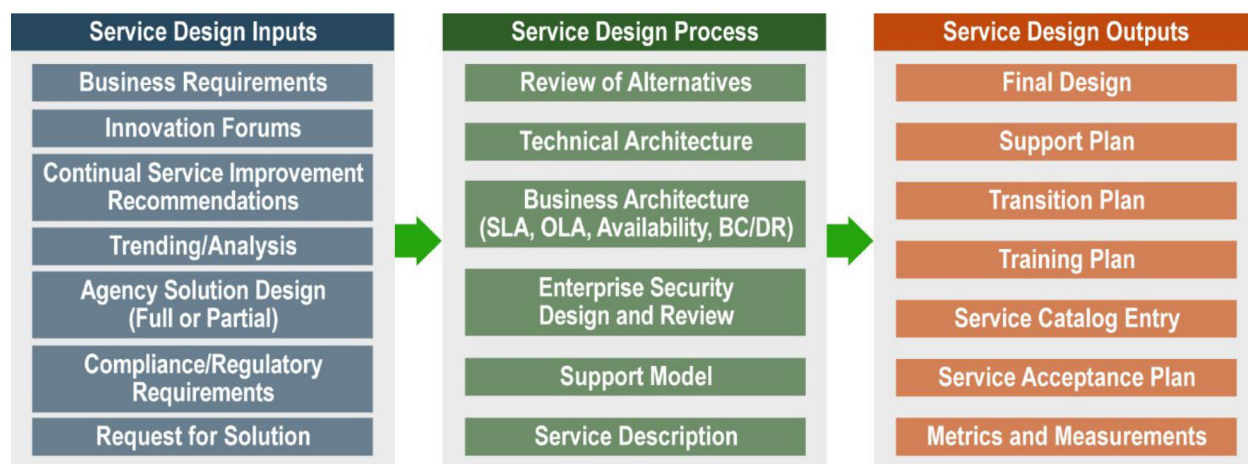 Service Design Inputs
Business Requirements
Innovation Forums
Continual Service Improvement
Recommendations
Trending/Analysis
Agency Solution Design
(Full or Partial)
Compliance/Regulatory
Requirements
Request for Solution
Service Design Process
Review of Alternatives
Technical Architecture
Business Architecture
(SLA, OLA, Availability, BC/DR)
Enterprise Security
Design and Review
Support Model
Service Description
Service Design Outputs
Final Design
Support Plan
Transition Plan
Training Plan
Service Catalog Entry
Service Acceptance Plan
Metrics and Measurements